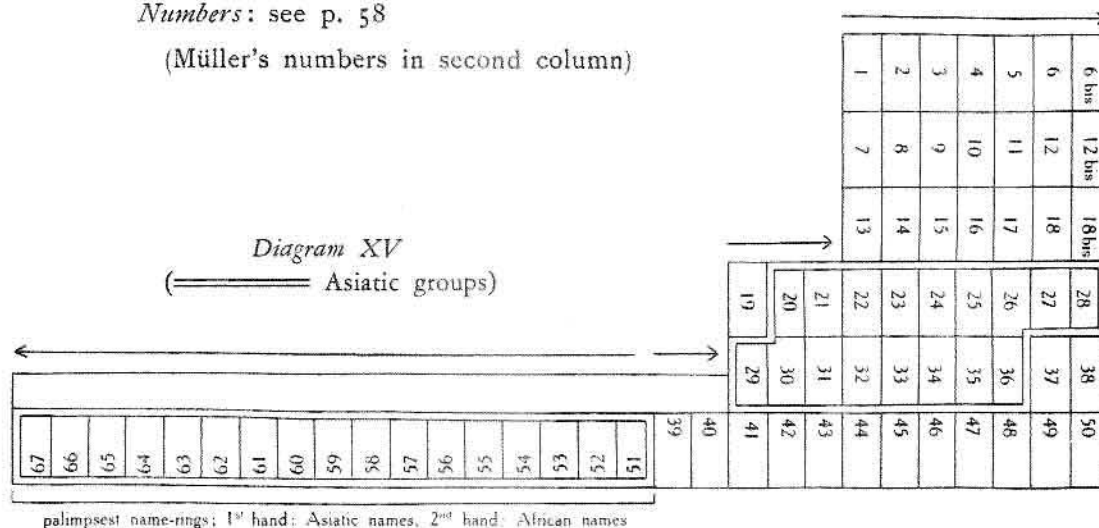 Numbers: see p. 58
(Müller's numbers in second column)
1 2 3 4 5 6 6 bis
7 8 9 10 11 12 12 bis
13 14 15 16 17 18 18 bis
Diagram XV
(═════ Asiatic groups)
19 20 21 22 23 24 25 26 27 28
29 30 31 32 33 34 35 36 37 38
67 66 65 64 63 62 61 60 59 58 57 56 55 54 53 52 51 39 40 41 42 43 44 45 46 47 48 49 50
palimpsest name-rings; 1st hand: Asiatic names, 2nd hand: African names